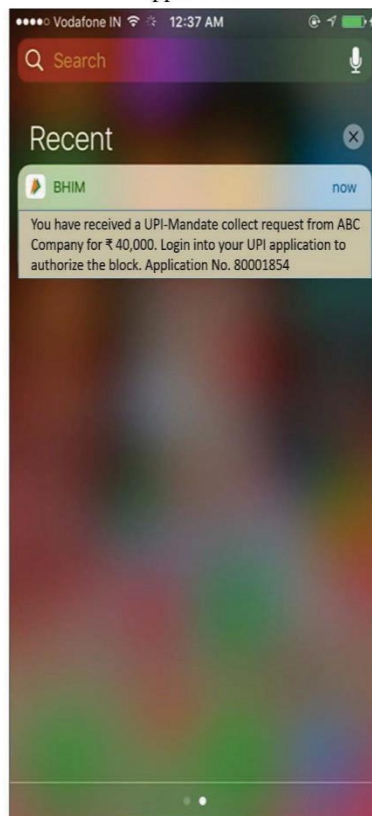 Vodafone IN 12:37 AM
Search
Recent
BHIM now
You have received a UPI-Mandate collect request from ABC
Company for ₹ 40,000. Login into your UPI application to
authorize the block. Application No. 80001854